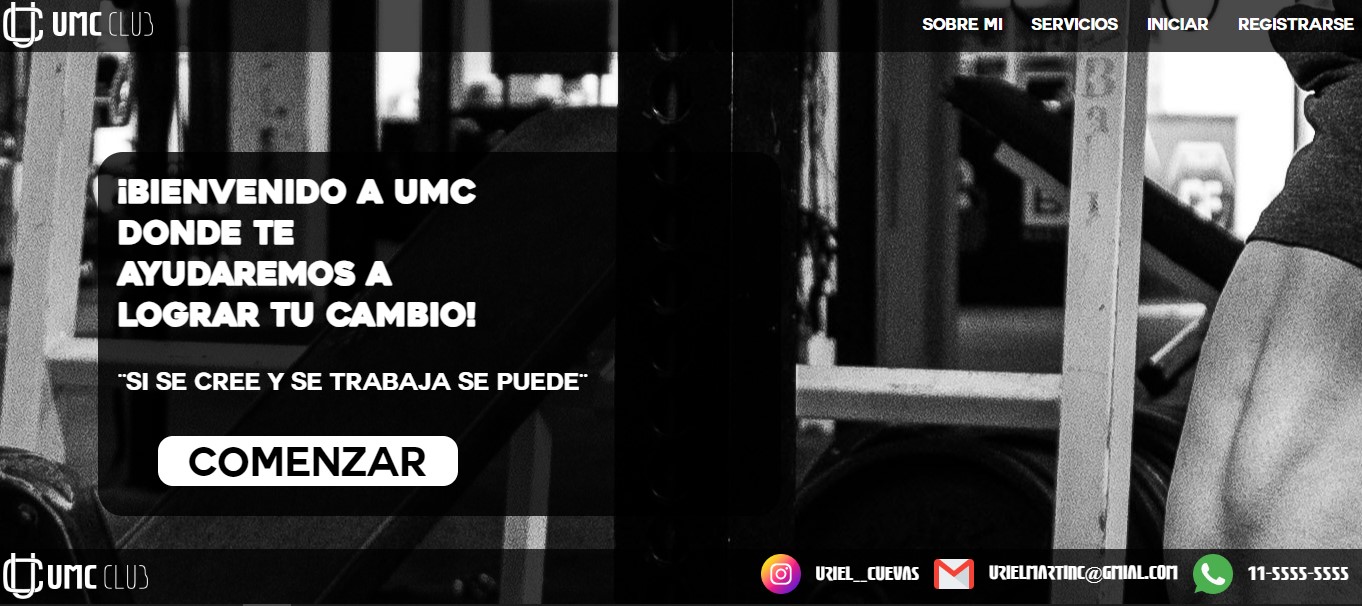 UMC CLUB
SOBRE MI SERVICIOS INICIAR REGISTRARSE
¡BIENVENIDO A UMC
DONDE TE
AYUDAREMOS A
LOGRAR TU CAMBIO!
¨SI SE CREE Y SE TRABAJA SE PUEDE¨
COMENZAR
UMC CLUB
URIEL__CUEVAS URIELMARTINC@GMIAL.COM 11-5555-5555